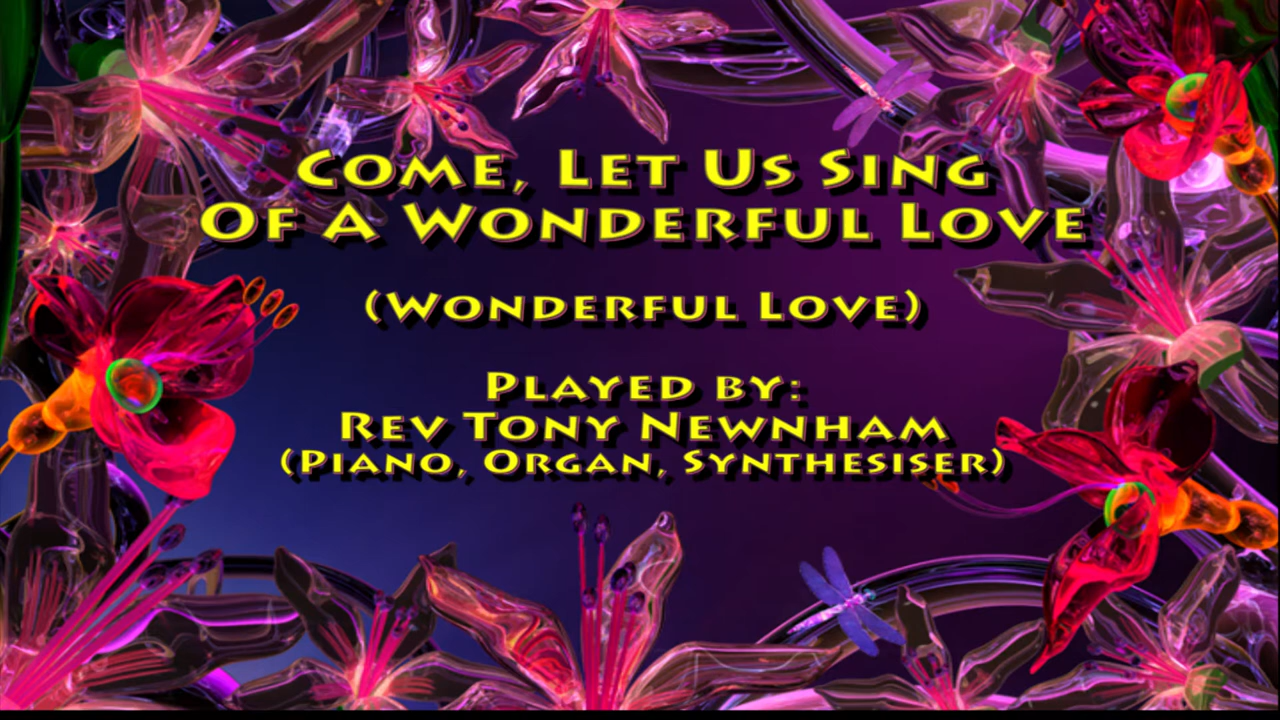 Come, Let Us Sing
Of A Wonderful Love
(Wonderful Love)
Played by:
Rev Tony Newnham
(Piano, Organ, Synthesiser)